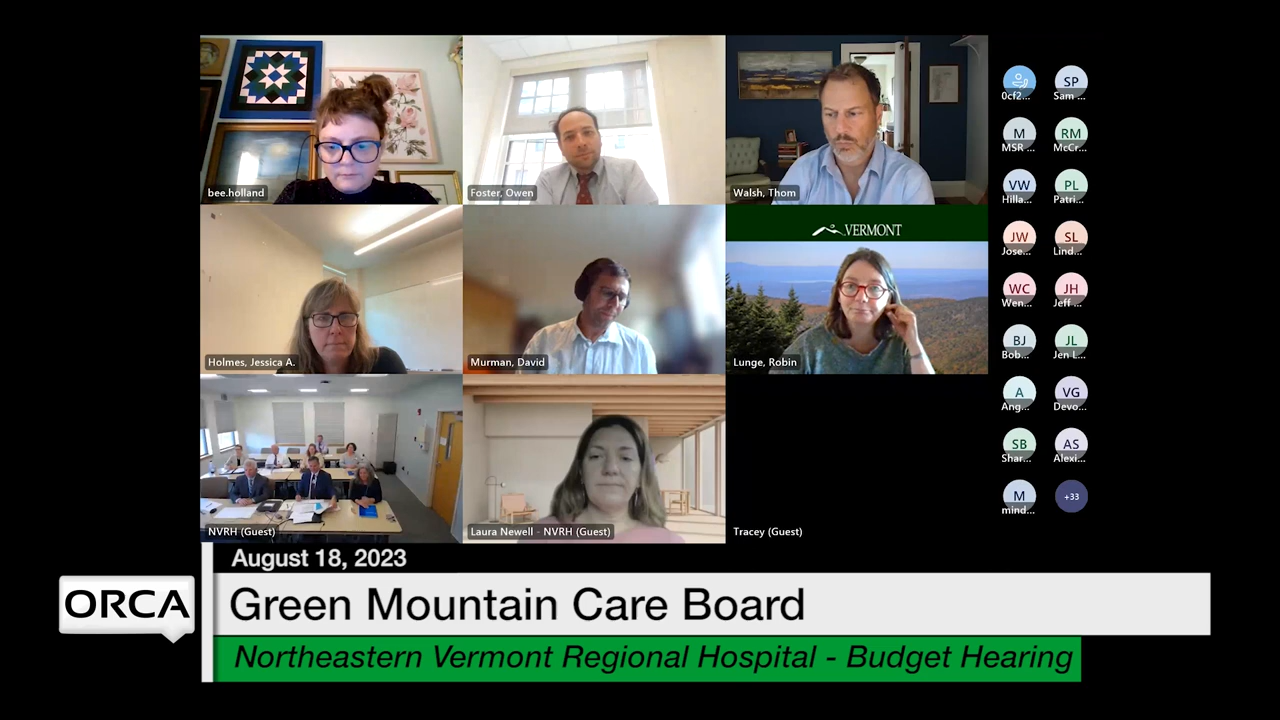 bee.holland
Foster, Owen
Walsh, Thom
VERMONT
Holmes, Jessica A.
Murman, David
Lunge, Robin
NVRH (Guest)
Laura Newell - NVRH (Guest)
Tracey (Guest)
SP
0cf2...
Sam ...
M
RM
MSR ...
McCr...
VW
PL
Hilla...
Patri...
JW
SL
Jose...
Lind...
WC
JH
Wen...
Jeff ...
BJ
JL
Bob...
Jen L...
A
VG
Ang...
Devo...
SB
AS
Shar...
Alexi...
M
+33
mind...
August 18, 2023
ORCA
Green Mountain Care Board
Northeastern Vermont Regional Hospital - Budget Hearing